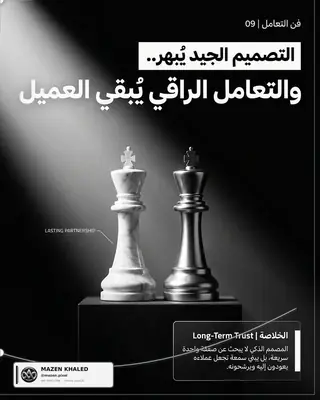 فن التعامل | 09
التصميم الجيد يُبهر..
والتعامل الراقي يُبقي العميل
LASTING PARTNERSHIP
الخلاصة | Long-Term Trust
المصمم الذكي لا يبحث عن صفقة واحدة
سريعة، بل يبني سمعة تجعل عملاءه
يعودون إليه ويرشحونه.
MAZEN KHALED